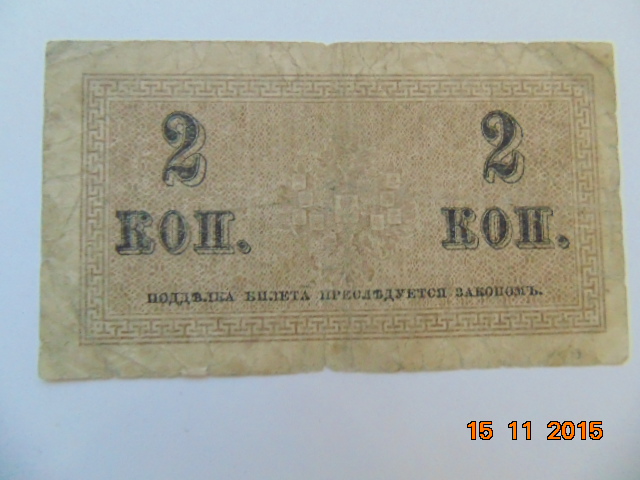 2 2
КОП. КОП.
ПОДДѢЛКА БИЛЕТА ПРЕСЛѢДУЕТСЯ ЗАКОНОМЪ.
15 11 2015